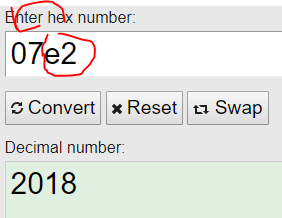 Enter hex number:
07e2
Convert Reset Swap
Decimal number:
2018